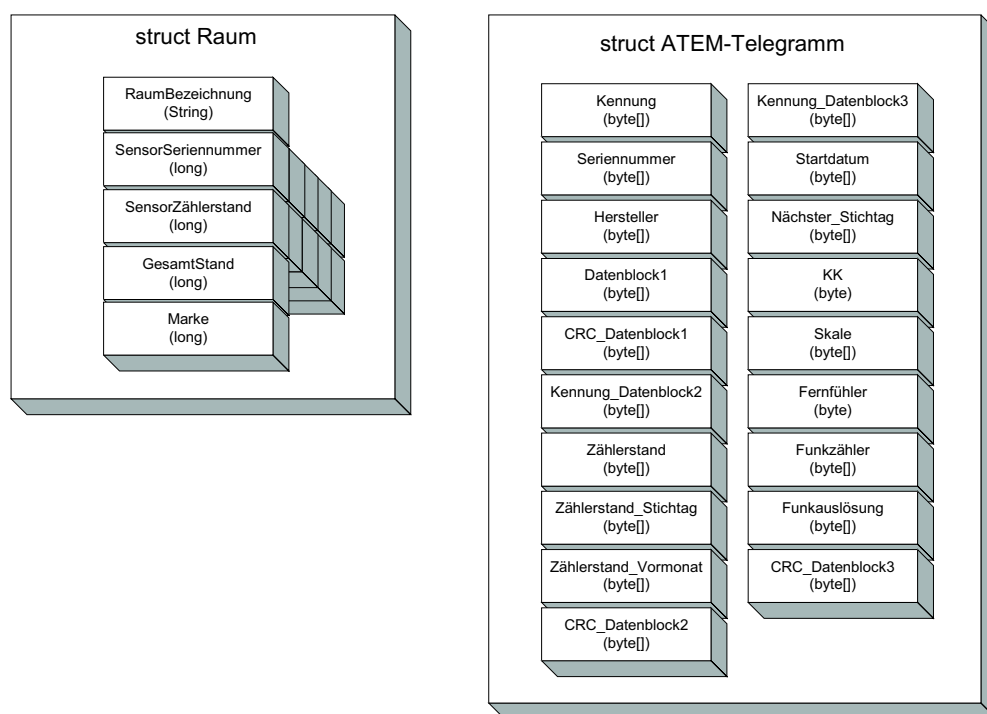 struct Raum
RaumBezeichnung
(String)
SensorSeriennummer
(long)
SensorZählerstand
(long)
GesamtStand
(long)
Marke
(long)
struct ATEM-Telegramm
Kennung
(byte[])
Seriennummer
(byte[])
Hersteller
(byte[])
Datenblock1
(byte[])
CRC_Datenblock1
(byte[])
Kennung_Datenblock2
(byte[])
Zählerstand
(byte[])
Zählerstand_Stichtag
(byte[])
Zählerstand_Vormonat
(byte[])
CRC_Datenblock2
(byte[])
Kennung_Datenblock3
(byte[])
Startdatum
(byte[])
Nächster_Stichtag
(byte[])
KK
(byte)
Skale
(byte[])
Fernfühler
(byte)
Funkzähler
(byte[])
Funkauslösung
(byte[])
CRC_Datenblock3
(byte[])